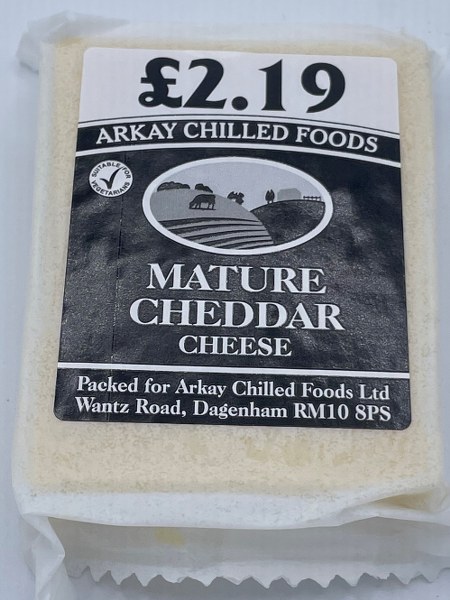 £2.19
ARKAY CHILLED FOODS
SUITABLE FOR VEGETARIANS
MATURE
CHEDDAR
CHEESE
Packed for Arkay Chilled Foods Ltd
Wantz Road, Dagenham RM10 8PS